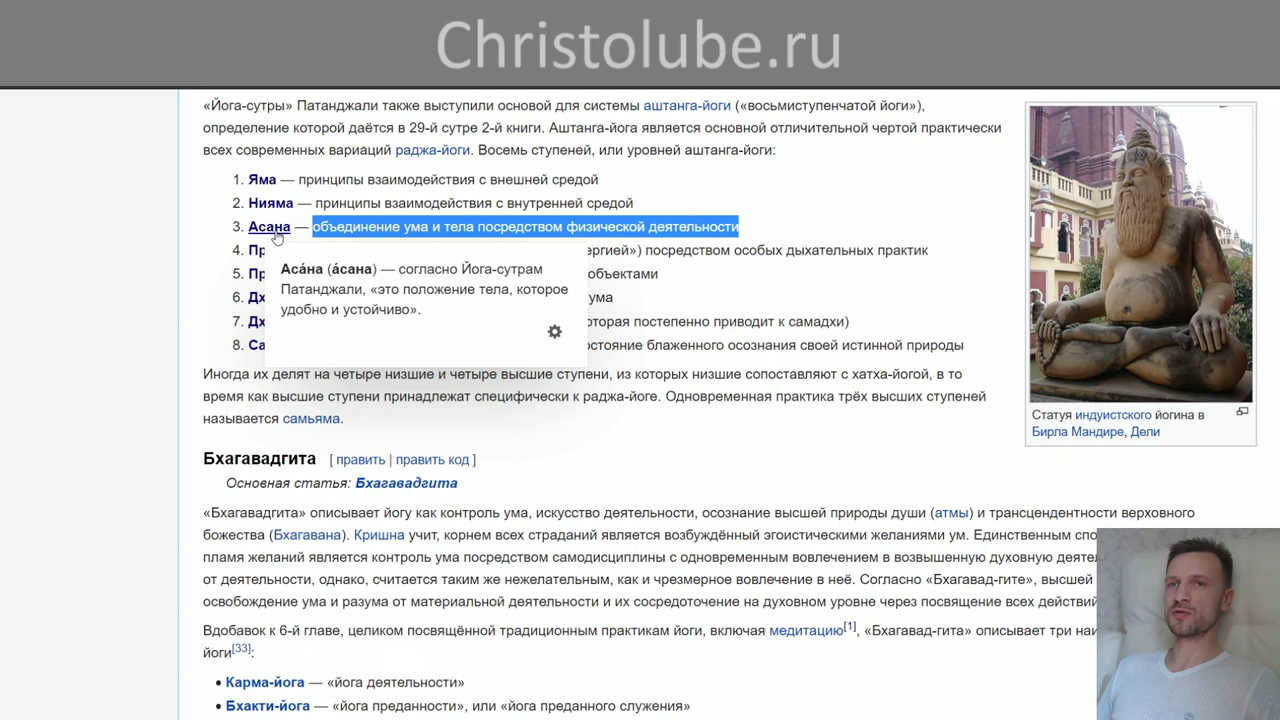 Christolube.ru
«Йога-сутры» Патанджали также выступили основой для системы аштанга-йоги («восьмиступенчатой йоги»),
определение которой даётся в 29-й сутре 2-й книги. Аштанга-йога является основной отличительной чертой практически
всех современных вариаций раджа-йоги. Восемь ступеней, или уровней аштанга-йоги:
1. Яма — принципы взаимодействия с внешней средой
2. Нияма — принципы взаимодействия с внутренней средой
3. Асана — объединение ума и тела посредством физической деятельности
4. Пр ергией») посредством особых дыхательных практик
5. Пр объектами
6. Дх ума
7. Дх оторая постепенно приводит к самадхи)
8. Са остояние блаженного осознания своей истинной природы
Аса́на (а́сана) — согласно Йога-сутрам
Патанджали, «это положение тела, которое
удобно и устойчиво».
Статуя индуистского йогина в
Бирла Мандире, Дели
Иногда их делят на четыре низшие и четыре высшие ступени, из которых низшие сопоставляют с хатха-йогой, в то
время как высшие ступени принадлежат специфически к раджа-йоге. Одновременная практика трёх высших ступеней
называется самьяма.
Бхагавадгита [ править | править код ]
Основная статья: Бхагавадгита
«Бхагавадгита» описывает йогу как контроль ума, искусство деятельности, осознание высшей природы души (атмы) и трансцендентности верховного
божества (Бхагавана). Кришна учит, корнем всех страданий является возбуждённый эгоистическими желаниями ум. Единственным спо
пламя желаний является контроль ума посредством самодисциплины с одновременным вовлечением в возвышенную духовную деяте
от деятельности, однако, считается таким же нежелательным, как и чрезмерное вовлечение в неё. Согласно «Бхагавад-гите», высшей
освобождение ума и разума от материальной деятельности и их сосредоточение на духовном уровне через посвящение всех действий
Вдобавок к 6-й главе, целиком посвящённой традиционным практикам йоги, включая медитацию[1], «Бхагавад-гита» описывает три наи
йоги[33]:
• Карма-йога — «йога деятельности»
• Бхакти-йога — «йога преданности», или «йога преданного служения»